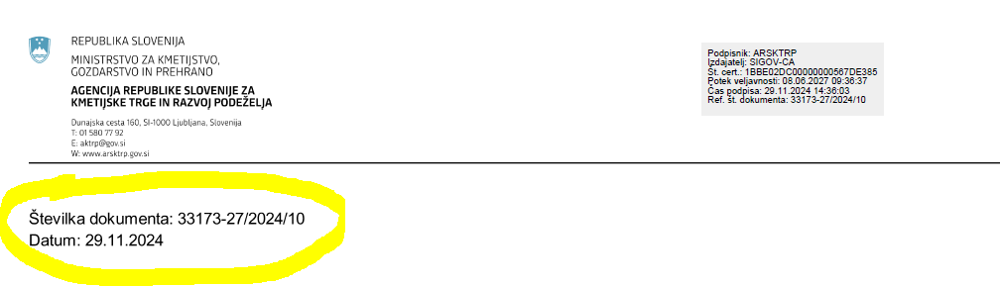 REPUBLIKA SLOVENIJA
MINISTRSTVO ZA KMETIJSTVO,
GOZDARSTVO IN PREHRANO
AGENCIJA REPUBLIKE SLOVENIJE ZA
KMETIJSKE TRGE IN RAZVOJ PODEŽELJA
Dunajska cesta 160, SI-1000 Ljubljana, Slovenija
T: 01 580 77 92
E: aktrp@gov.si
W: www.arsktrp.gov.si
Podpisnik: ARSKTRP
Izdajatelj: SIGOV-CA
Št. cert.: 1BBE02DC00000000567DE385
Potek veljavnosti: 08.06.2027 09:36:37
Čas podpisa: 29.11.2024 14:36:03
Ref. št. dokumenta: 33173-27/2024/10
Številka dokumenta: 33173-27/2024/10
Datum: 29.11.2024